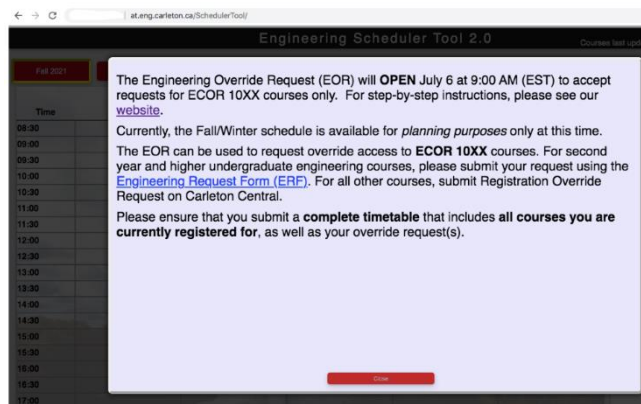 at.eng.carleton.ca/SchedulerTool/
Engineering Scheduler Tool 2.0
Courses last upd
Fall 2021
The Engineering Override Request (EOR) will OPEN July 6 at 9:00 AM (EST) to accept
requests for ECOR 10XX courses only. For step-by-step instructions, please see our
website.
Currently, the Fall/Winter schedule is available for planning purposes only at this time.
The EOR can be used to request override access to ECOR 10XX courses. For second
year and higher undergraduate engineering courses, please submit your request using the
Engineering Request Form (ERF). For all other courses, submit Registration Override
Request on Carleton Central.
Please ensure that you submit a complete timetable that includes all courses you are
currently registered for, as well as your override request(s).
Close
Time
08:30
09:00
09:30
10:00
10:30
11:00
11:30
12:00
12:30
13:00
13:30
14:00
14:30
15:00
15:30
16:00
16:30
17:00